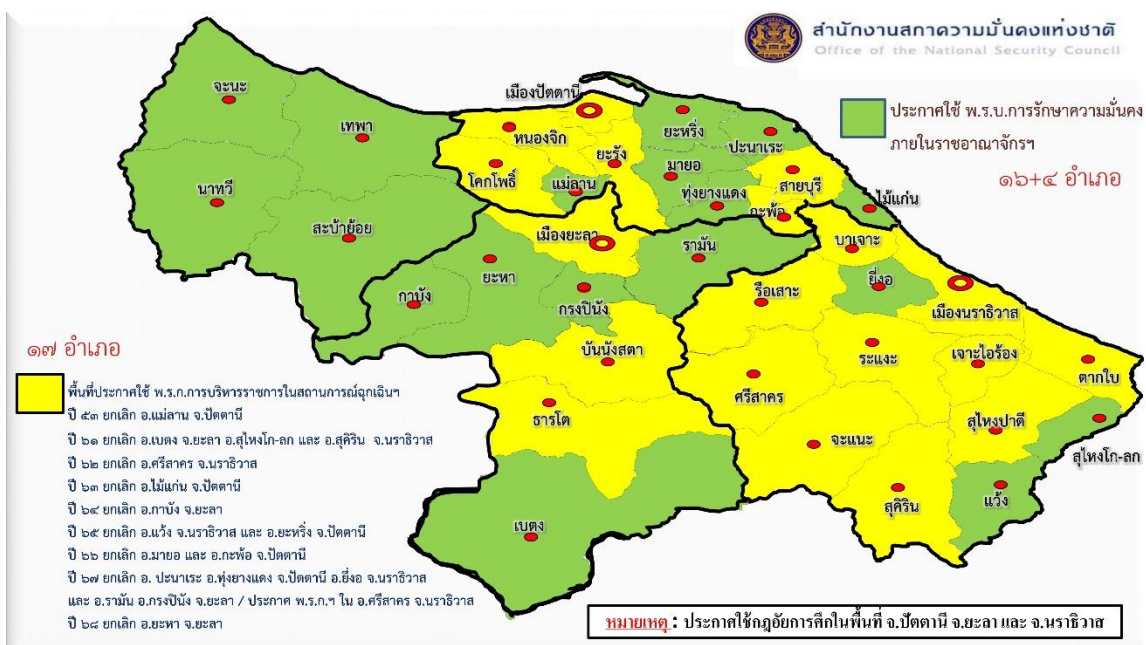 สำนักงานสภาความมั่นคงแห่งชาติ
Office of the National Security Council
ประกาศใช้ พ.ร.บ.การรักษาความมั่นคง
ภายในราชอาณาจักรฯ
๑๖+๔ อำเภอ
จะนะ
เทพา
นาทวี
สะบ้าย้อย
เมืองปัตตานี
หนองจิก
ยะรัง
โคกโพธิ์
แม่ลาน
ยะหริ่ง
ปะนาเระ
มายอ
ทุ่งยางแดง
สายบุรี
กะพ้อ
ไม้แก่น
เมืองยะลา
รามัน
ยะหา
กาบัง
กรงปินัง
บันนังสตา
ธารโต
เบตง
บาเจาะ
ยี่งอ
รือเสาะ
เมืองนราธิวาส
ระแงะ
เจาะไอร้อง
ตากใบ
ศรีสาคร
สุไหงปาดี
จะแนะ
สุไหงโก-ลก
สุคิริน
แว้ง
๑๗ อำเภอ
พื้นที่ประกาศใช้ พ.ร.ก.การบริหารราชการในสถานการณ์ฉุกเฉินฯ
ปี ๕๓ ยกเลิก อ.แม่ลาน จ.ปัตตานี
ปี ๖๑ ยกเลิก อ.เบตง จ.ยะลา อ.สุไหงโก-ลก และ อ.สุคิริน จ.นราธิวาส
ปี ๖๒ ยกเลิก อ.ศรีสาคร จ.นราธิวาส
ปี ๖๓ ยกเลิก อ.ไม้แก่น จ.ปัตตานี
ปี ๖๔ ยกเลิก อ.กาบัง จ.ยะลา
ปี ๖๕ ยกเลิก อ.แว้ง จ.นราธิวาส และ อ.ยะหริ่ง จ.ปัตตานี
ปี ๖๖ ยกเลิก อ.มายอ และ อ.กะพ้อ จ.ปัตตานี
ปี ๖๗ ยกเลิก อ. ปะนาเระ อ.ทุ่งยางแดง จ.ปัตตานี อ.ยี่งอ จ.นราธิวาส
และ อ.รามัน อ.กรงปินัง จ.ยะลา / ประกาศ พ.ร.ก.ฯ ใน อ.ศรีสาคร จ.นราธิวาส
ปี ๖๘ ยกเลิก อ.ยะหา จ.ยะลา
หมายเหตุ : ประกาศใช้กฎอัยการศึกในพื้นที่ จ.ปัตตานี จ.ยะลา และ จ.นราธิวาส